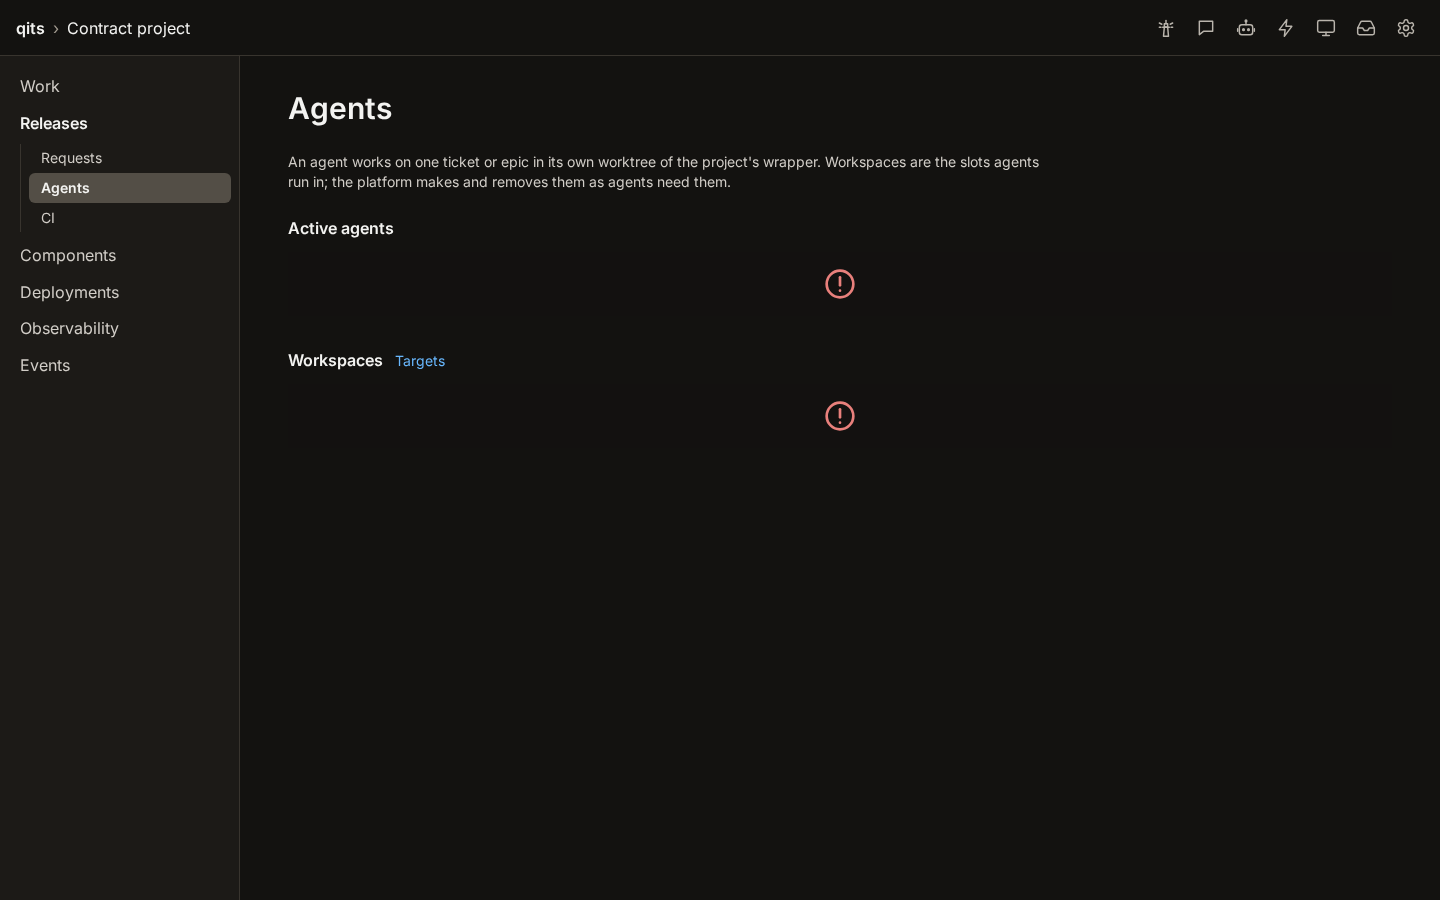 qits › Contract project
Work
Releases
Requests
Agents
CI
Components
Deployments
Observability
Events
Agents
An agent works on one ticket or epic in its own worktree of the project's wrapper. Workspaces are the slots agents
run in; the platform makes and removes them as agents need them.
Active agents
Workspaces Targets